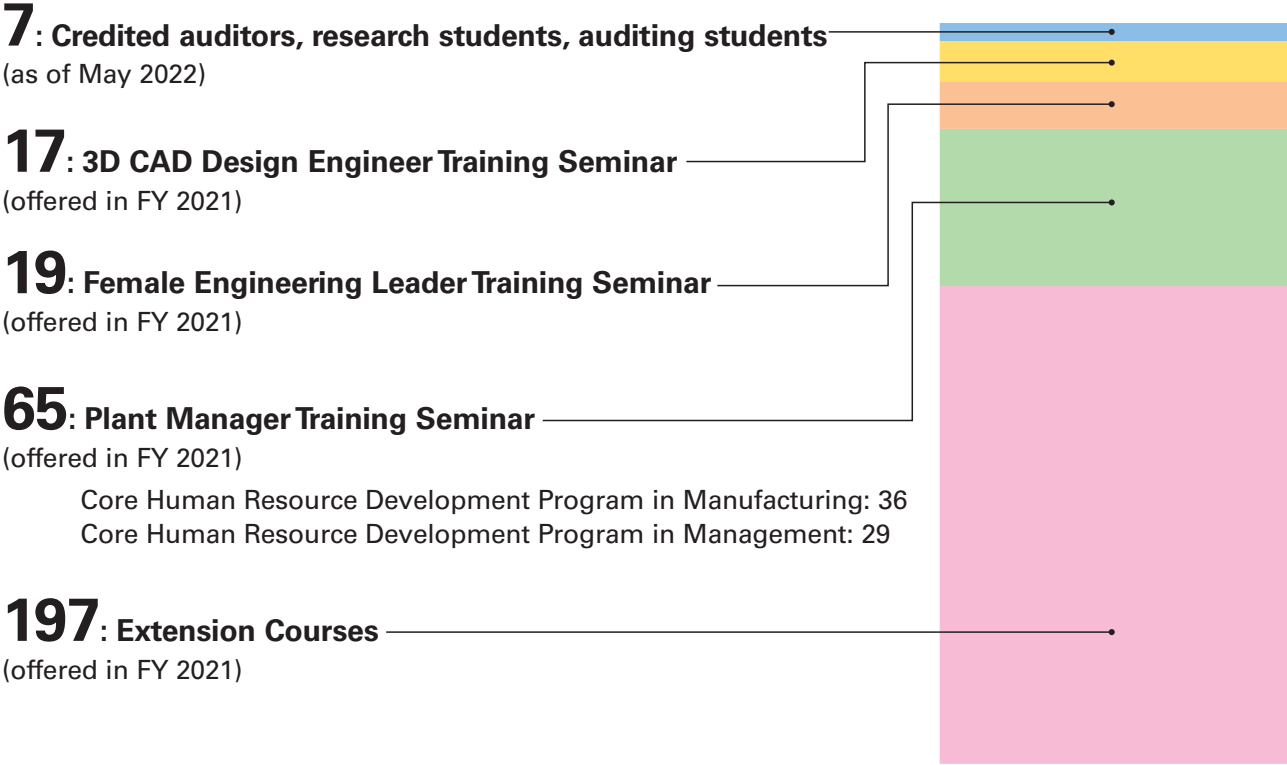 7: Credited auditors, research students, auditing students
(as of May 2022)
17: 3D CAD Design Engineer Training Seminar
(offered in FY 2021)
19: Female Engineering Leader Training Seminar
(offered in FY 2021)
65: Plant Manager Training Seminar
(offered in FY 2021)
Core Human Resource Development Program in Manufacturing: 36
Core Human Resource Development Program in Management: 29
197: Extension Courses
(offered in FY 2021)